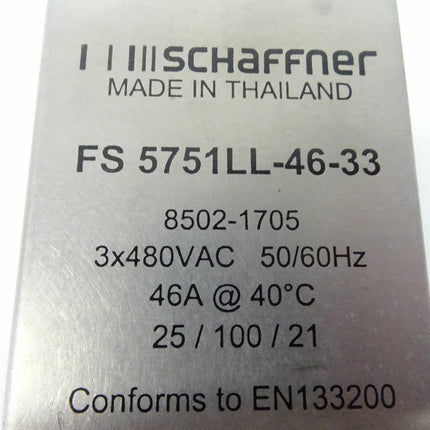 SCHAFFNER
MADE IN THAILAND
FS 5751LL-46-33
8502-1705
3x480VAC 50/60Hz
46A @ 40°C
25 / 100 / 21
Conforms to EN133200